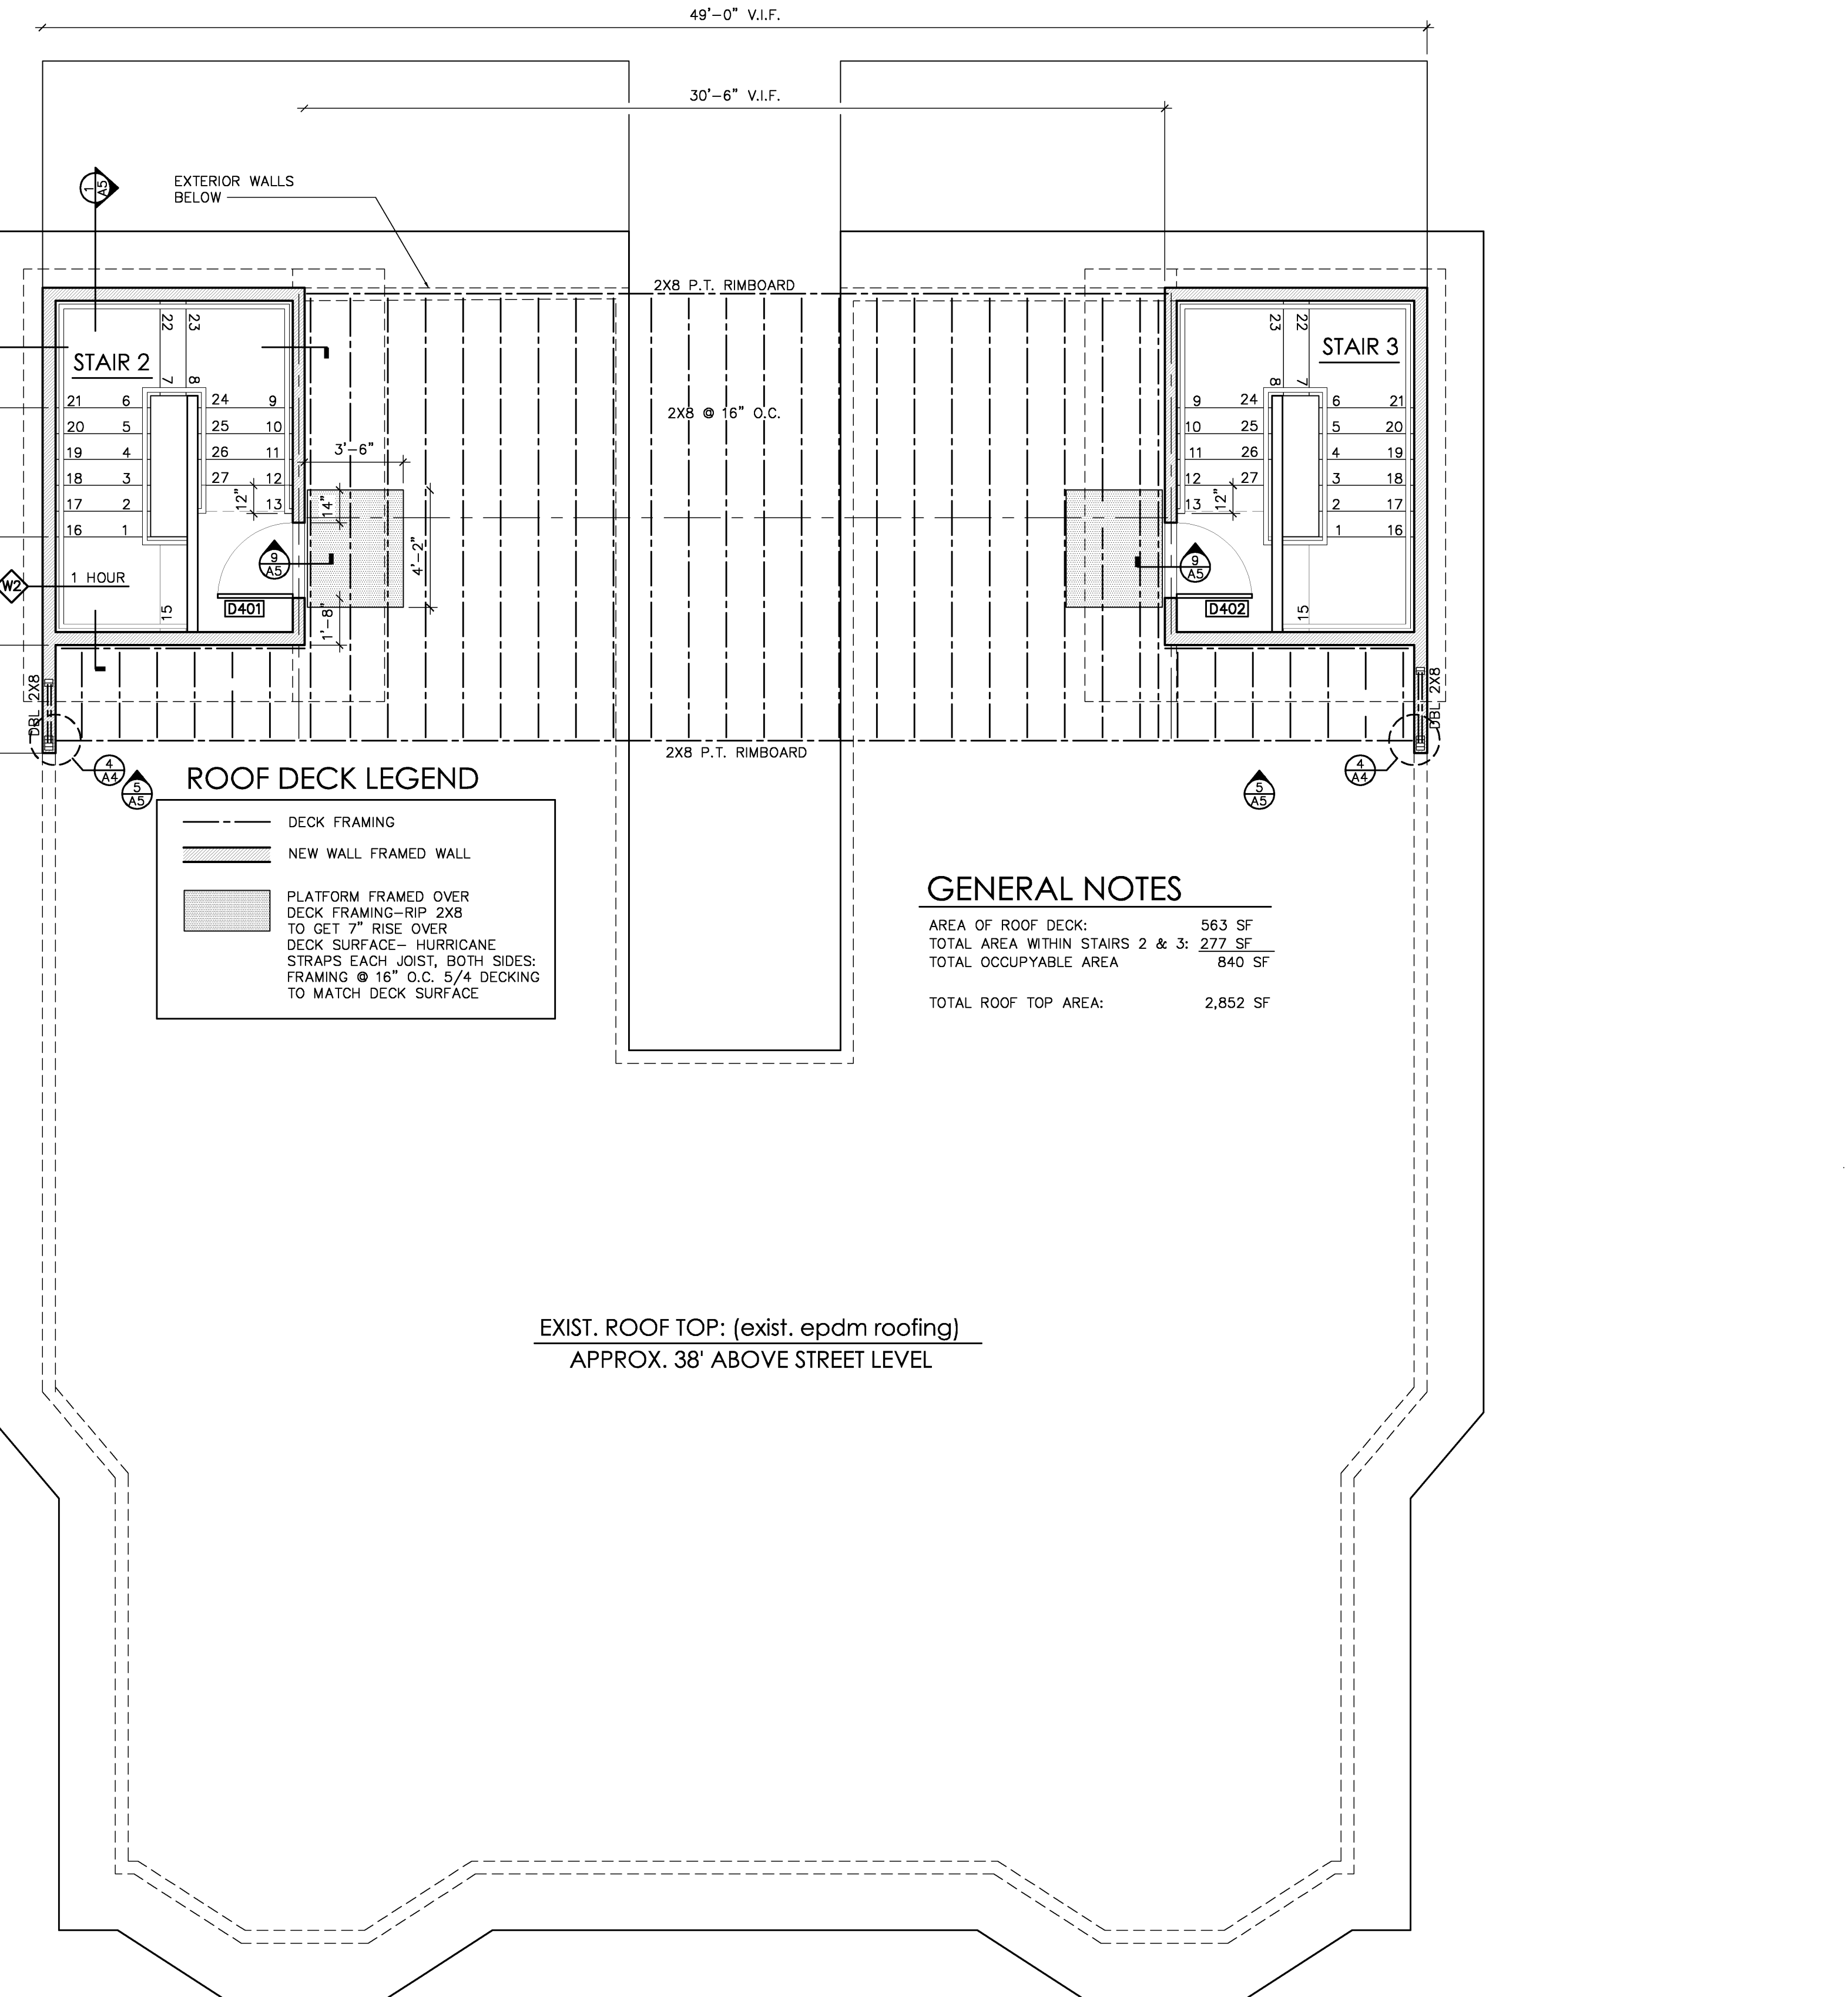 49'-0" V.I.F.
30'-6" V.I.F.
1
A5
EXTERIOR WALLS
BELOW
2X8 P.T. RIMBOARD
22 23
23 22
STAIR 2
STAIR 3
7 8
8 7
21 6 24 9
20 5 25 10
19 4 26 11
18 3 27 12
17 2 13
16 1
9 24 6 21
10 25 5 20
11 26 4 19
12 27 3 18
13 2 17
1 16
2X8 @ 16" O.C.
3'-6"
12"
14"
12"
4'-2"
9
A5
9
A5
W2
1 HOUR
15
D401
1'-8"
D402
15
DBL 2X8
DBL 2X8
2X8 P.T. RIMBOARD
4
A4
5
A5
4
A4
5
A5
ROOF DECK LEGEND
DECK FRAMING
NEW WALL FRAMED WALL
PLATFORM FRAMED OVER
DECK FRAMING-RIP 2X8
TO GET 7" RISE OVER
DECK SURFACE- HURRICANE
STRAPS EACH JOIST, BOTH SIDES:
FRAMING @ 16" O.C. 5/4 DECKING
TO MATCH DECK SURFACE
GENERAL NOTES
AREA OF ROOF DECK: 563 SF
TOTAL AREA WITHIN STAIRS 2 & 3: 277 SF
TOTAL OCCUPYABLE AREA 840 SF
TOTAL ROOF TOP AREA: 2,852 SF
EXIST. ROOF TOP: (exist. epdm roofing)
APPROX. 38' ABOVE STREET LEVEL